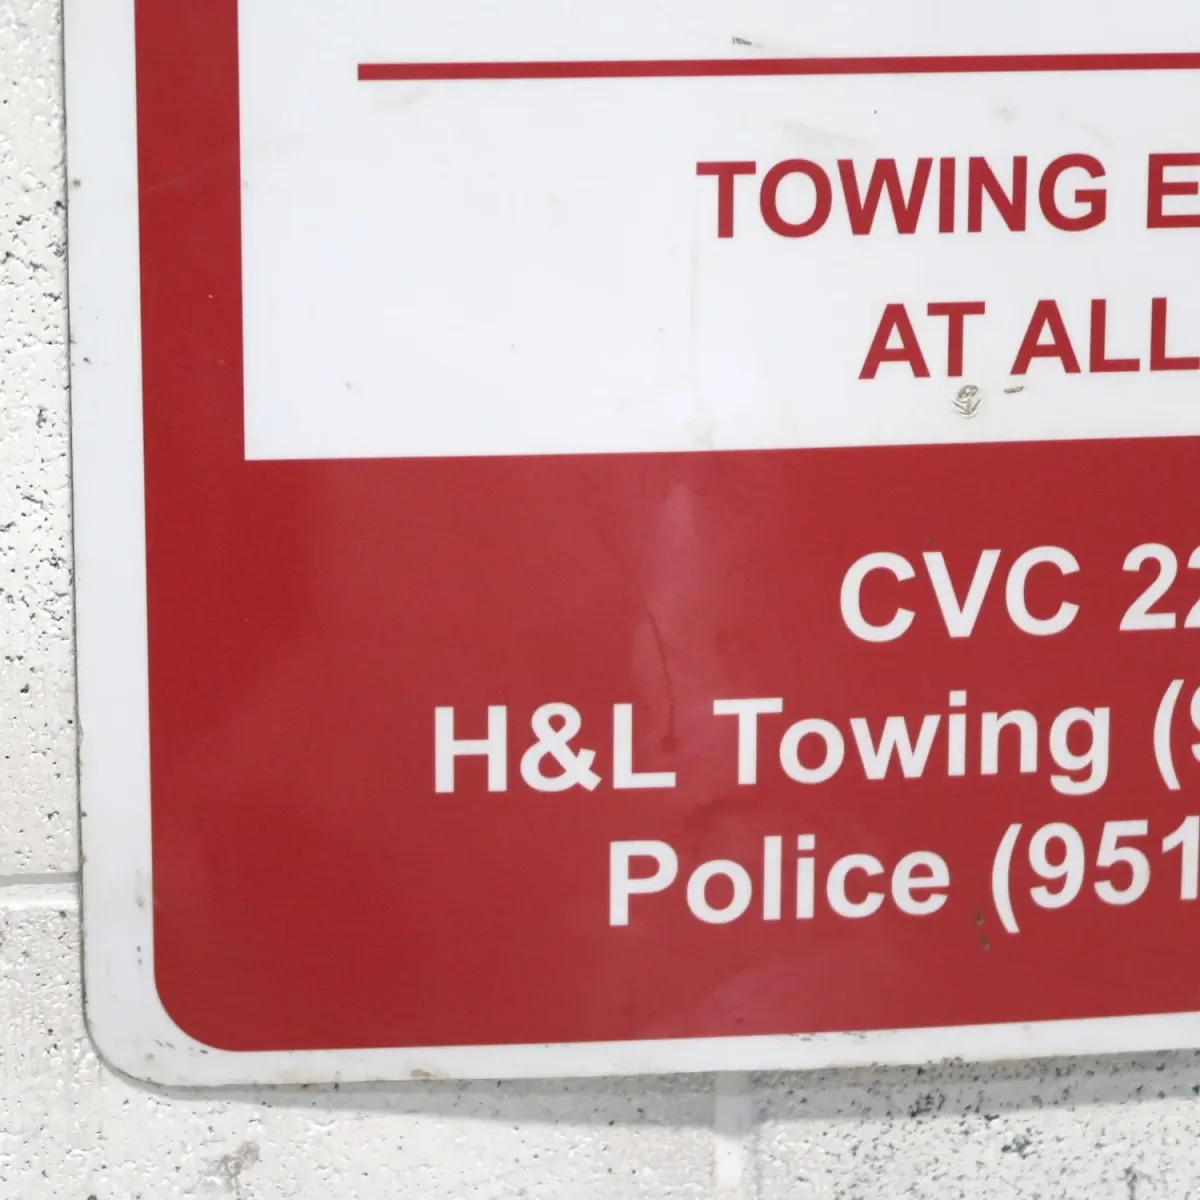 TOWING E
AT ALL
CVC 22
H&L Towing (9
Police (951